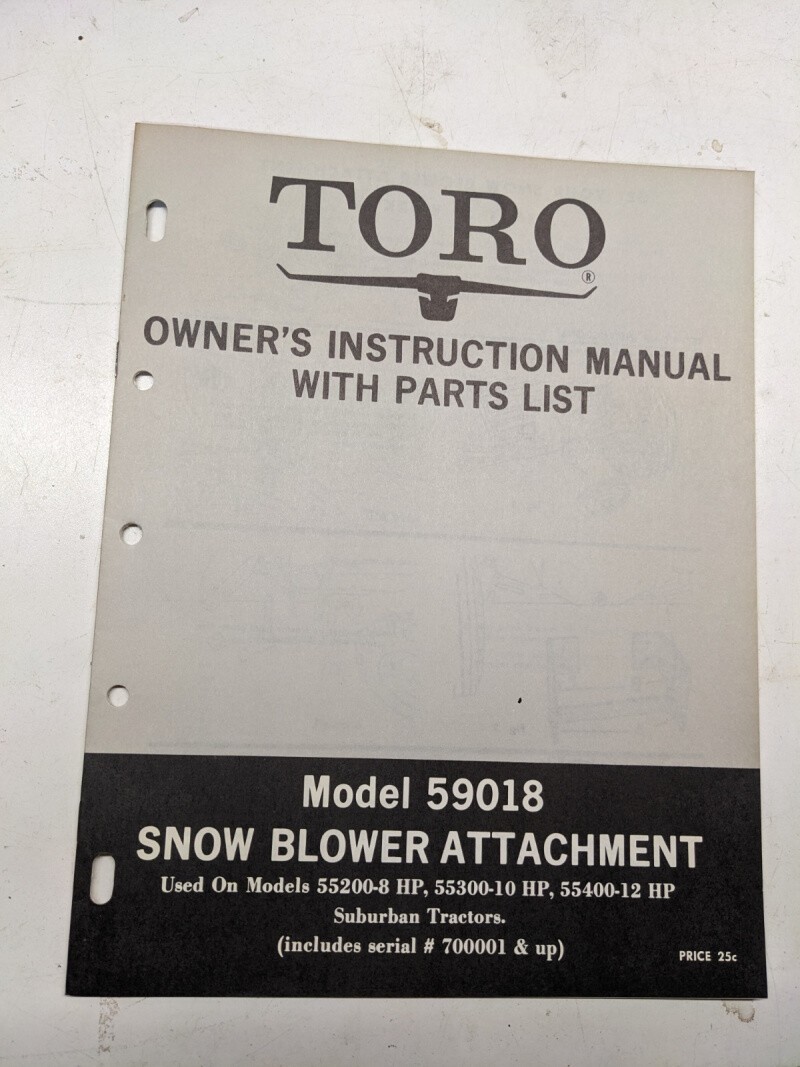 TORO®
OWNER'S INSTRUCTION MANUAL
WITH PARTS LIST
Model 59018
SNOW BLOWER ATTACHMENT
Used On Models 55200-8 HP, 55300-10 HP, 55400-12 HP
Suburban Tractors.
(includes serial # 700001 & up)
PRICE 25c